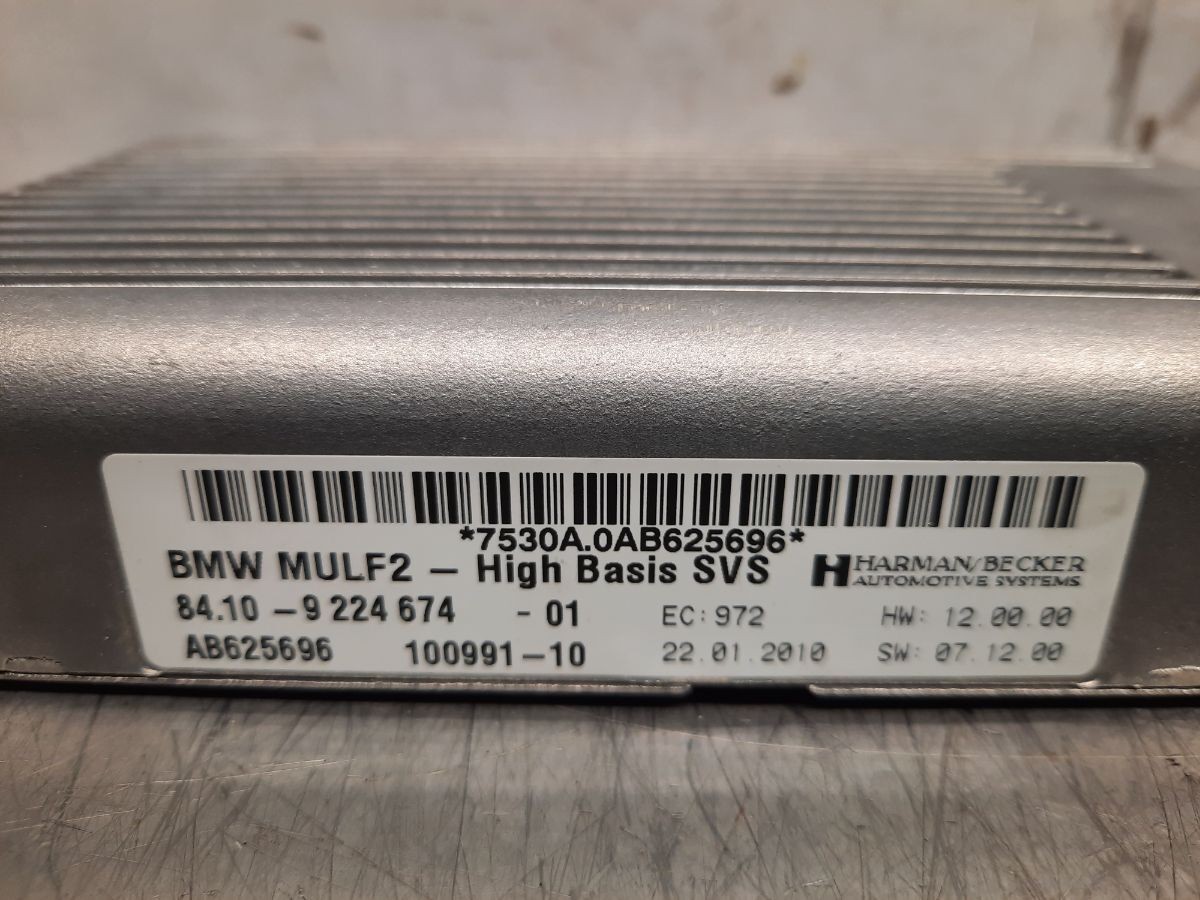 *7530A.0AB625696*
BMW MULF2 – High Basis SVS
HARMAN/BECKER
AUTOMOTIVE SYSTEMS
84.10 – 9 224 674 - 01 EC: 972 HW: 12.00.00
AB625696 100991–10 22.01.2010 SW: 07.12.00